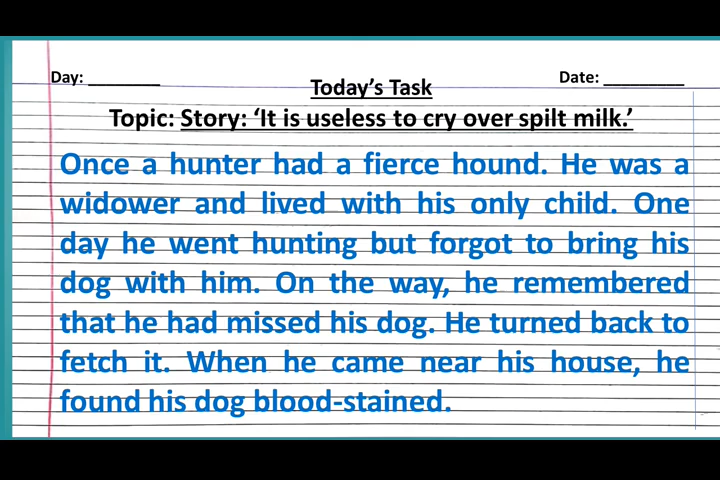 Day: ________ Date: _________
Today’s Task
Topic: Story: ‘It is useless to cry over spilt milk.’
Once a hunter had a fierce hound. He was a
widower and lived with his only child. One
day he went hunting but forgot to bring his
dog with him. On the way, he remembered
that he had missed his dog. He turned back to
fetch it. When he came near his house, he
found his dog blood-stained.